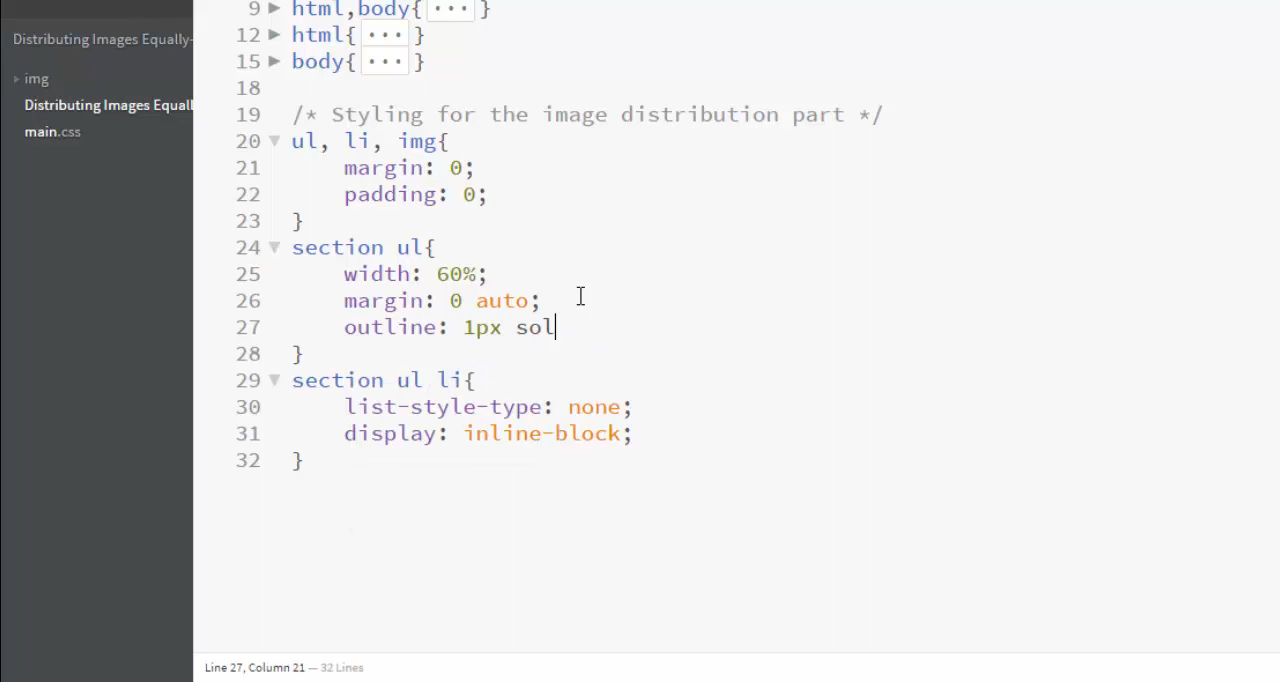 Distributing Images Equally-
img
Distributing Images Equall
main.css
9 html,body{ ··· }
12 html{ ··· }
15 body{ ··· }
18
19 /* Styling for the image distribution part */
20 ul, li, img{
21 margin: 0;
22 padding: 0;
23 }
24 section ul{
25 width: 60%;
26 margin: 0 auto;
27 outline: 1px sol
28 }
29 section ul li{
30 list-style-type: none;
31 display: inline-block;
32 }
Line 27, Column 21 — 32 Lines